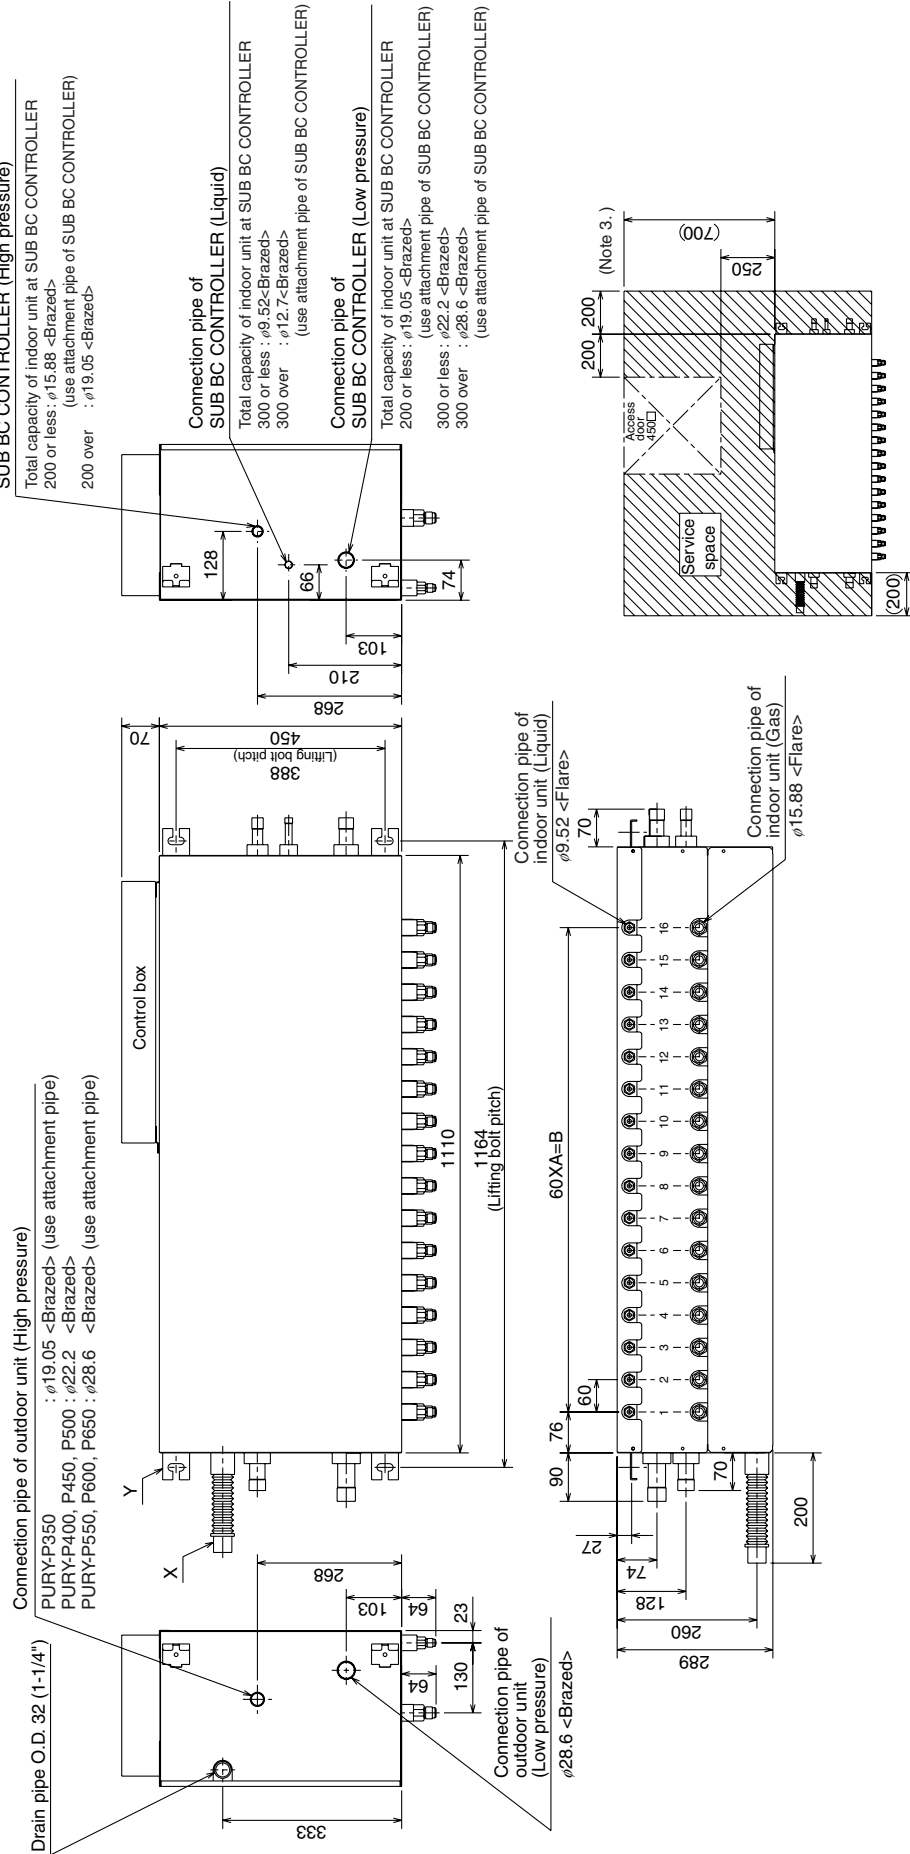 SUB BC CONTROLLER (High pressure)
Total capacity of indoor unit at SUB BC CONTROLLER
200 or less : ø15.88 <Brazed>
(use attachment pipe of SUB BC CONTROLLER)
200 over : ø19.05 <Brazed>
Connection pipe of
SUB BC CONTROLLER (Liquid)
Total capacity of indoor unit at SUB BC CONTROLLER
300 or less : ø9.52<Brazed>
300 over : ø12.7<Brazed>
(use attachment pipe of SUB BC CONTROLLER)
Connection pipe of
SUB BC CONTROLLER (Low pressure)
Total capacity of indoor unit at SUB BC CONTROLLER
200 or less : ø19.05 <Brazed>
(use attachment pipe of SUB BC CONTROLLER)
300 or less : ø22.2 <Brazed>
300 over : ø28.6 <Brazed>
(use attachment pipe of SUB BC CONTROLLER)
128
66
74
103
210
268
Connection pipe of outdoor unit (High pressure)
PURY-P350 : ø19.05 <Brazed> (use attachment pipe)
PURY-P400, P450, P500 : ø22.2 <Brazed>
PURY-P550, P600, P650 : ø28.6 <Brazed> (use attachment pipe)
Control box
70
450
388
(Lifting bolt pitch)
Y
X
1110
1164
(Lifting bolt pitch)
Drain pipe O.D. 32 (1-1/4")
333
268
103
64
64
23
130
Connection pipe of
outdoor unit
(Low pressure)
ø28.6 <Brazed>
Connection pipe of
indoor unit (Liquid)
ø9.52 <Flare>
70
60XA=B
60
76
90
27
74
128
260
289
70
200
1 2 3 4 5 6 7 8 9 10 11 12 13 14 15 16
Connection pipe of
indoor unit (Gas)
ø15.88 <Flare>
(Note 3. )
200
200
(700)
250
Access
door
450□
Service
space
(200)